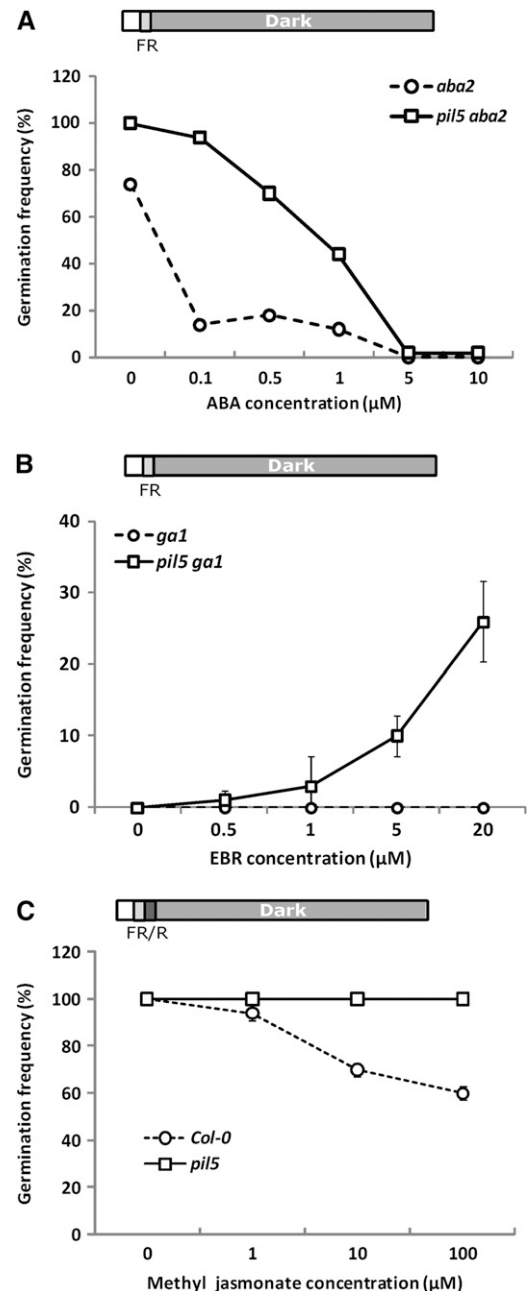 A
Dark
FR
120
100
80
60
40
20
0
Germination frequency (%)
aba2
pil5 aba2
0 0.1 0.5 1 5 10
ABA concentration (µM)
B
Dark
FR
40
30
20
10
0
Germination frequency (%)
ga1
pil5 ga1
0 0.5 1 5 20
EBR concentration (µM)
C
Dark
FR/R
120
100
80
60
40
20
0
Germination frequency (%)
Col-0
pil5
0 1 10 100
Methyl jasmonate concentration (µM)